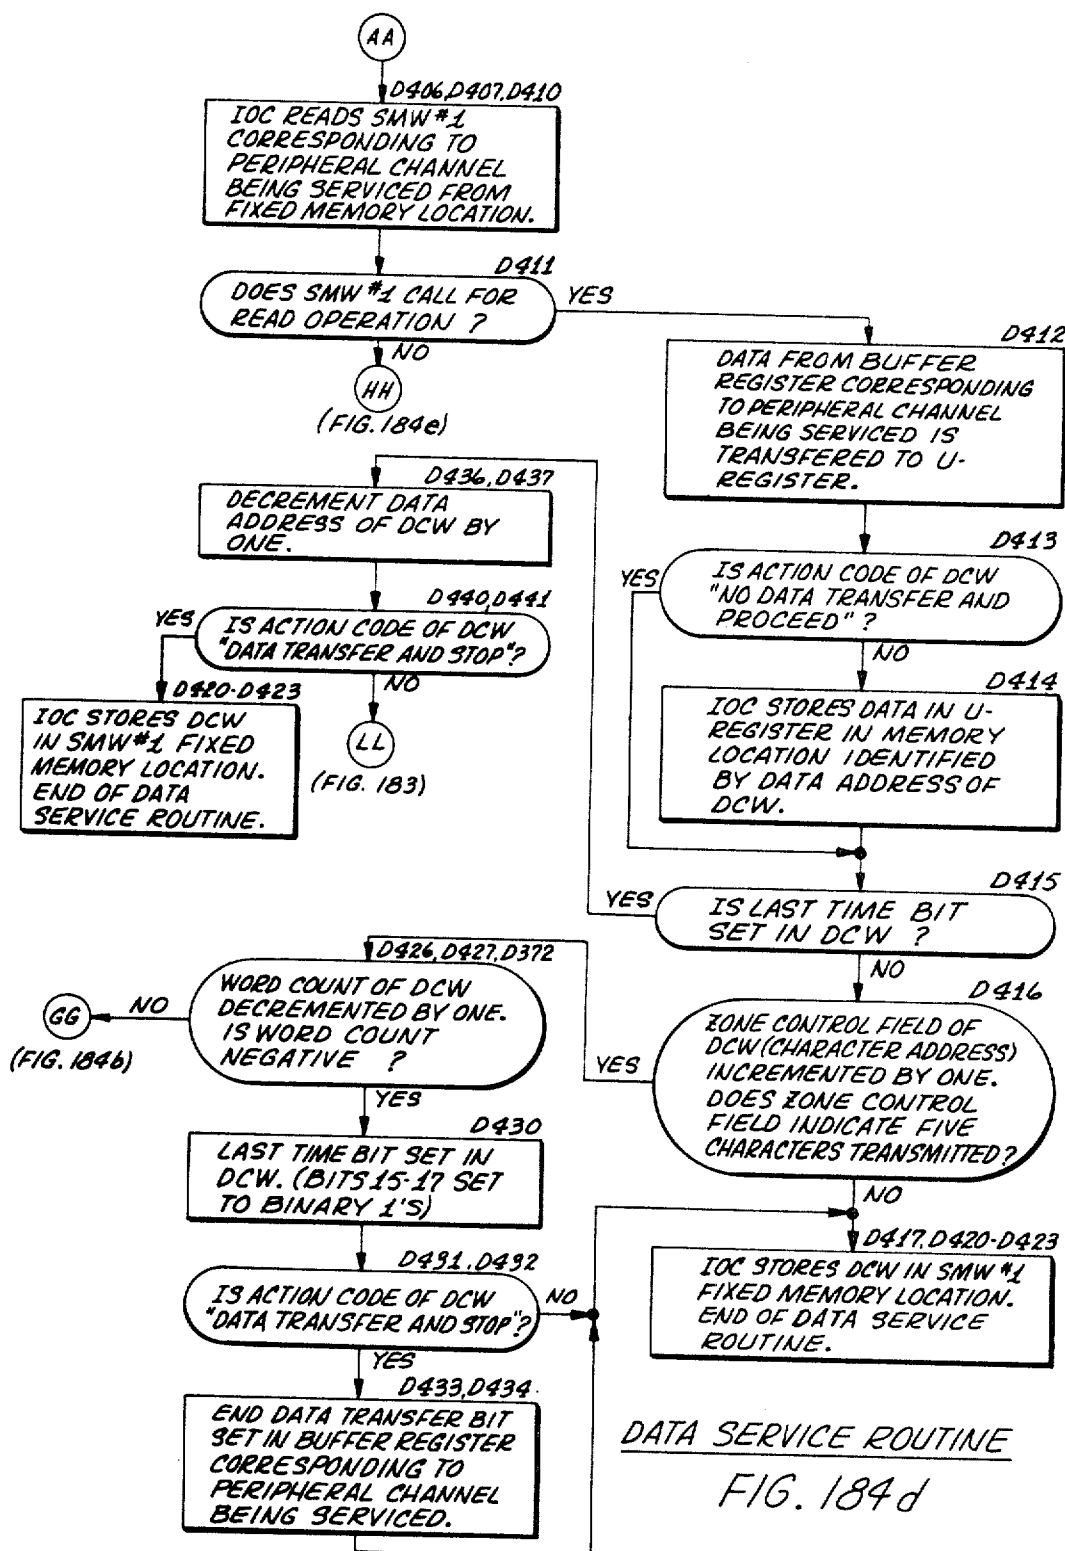 AA
D406,D407,D410
IOC READS SMW #1
CORRESPONDING TO
PERIPHERAL CHANNEL
BEING SERVICED FROM
FIXED MEMORY LOCATION.
D411
DOES SMW #1 CALL FOR
READ OPERATION ?
YES
NO
HH
(FIG. 184e)
D412
DATA FROM BUFFER
REGISTER CORRESPONDING
TO PERIPHERAL CHANNEL
BEING SERVICED IS
TRANSFERED TO U-
REGISTER.
D436, D437
DECREMENT DATA
ADDRESS OF DCW BY
ONE.
D413
YES
IS ACTION CODE OF DCW
"NO DATA TRANSFER AND
PROCEED" ?
NO
D440, D441
YES
IS ACTION CODE OF DCW
"DATA TRANSFER AND STOP"?
NO
LL
(FIG. 183)
D420-D423
IOC STORES DCW
IN SMW #1 FIXED
MEMORY LOCATION.
END OF DATA
SERVICE ROUTINE.
D414
IOC STORES DATA IN U-
REGISTER IN MEMORY
LOCATION IDENTIFIED
BY DATA ADDRESS OF
DCW.
D415
YES
IS LAST TIME BIT
SET IN DCW ?
NO
D426, D427, D372
WORD COUNT OF DCW
DECREMENTED BY ONE.
IS WORD COUNT
NEGATIVE ?
NO
GG
(FIG. 184b)
YES
D416
ZONE CONTROL FIELD OF
DCW (CHARACTER ADDRESS)
INCREMENTED BY ONE.
DOES ZONE CONTROL
FIELD INDICATE FIVE
CHARACTERS TRANSMITTED?
YES
NO
D430
LAST TIME BIT SET IN
DCW. (BITS 15-17 SET
TO BINARY 1'S)
D417, D420-D423
IOC STORES DCW IN SMW #1
FIXED MEMORY LOCATION.
END OF DATA SERVICE
ROUTINE.
D431, D432
IS ACTION CODE OF DCW
"DATA TRANSFER AND STOP"?
NO
YES
D433, D434
END DATA TRANSFER BIT
SET IN BUFFER REGISTER
CORRESPONDING TO
PERIPHERAL CHANNEL
BEING SERVICED.
DATA SERVICE ROUTINE
FIG. 184d